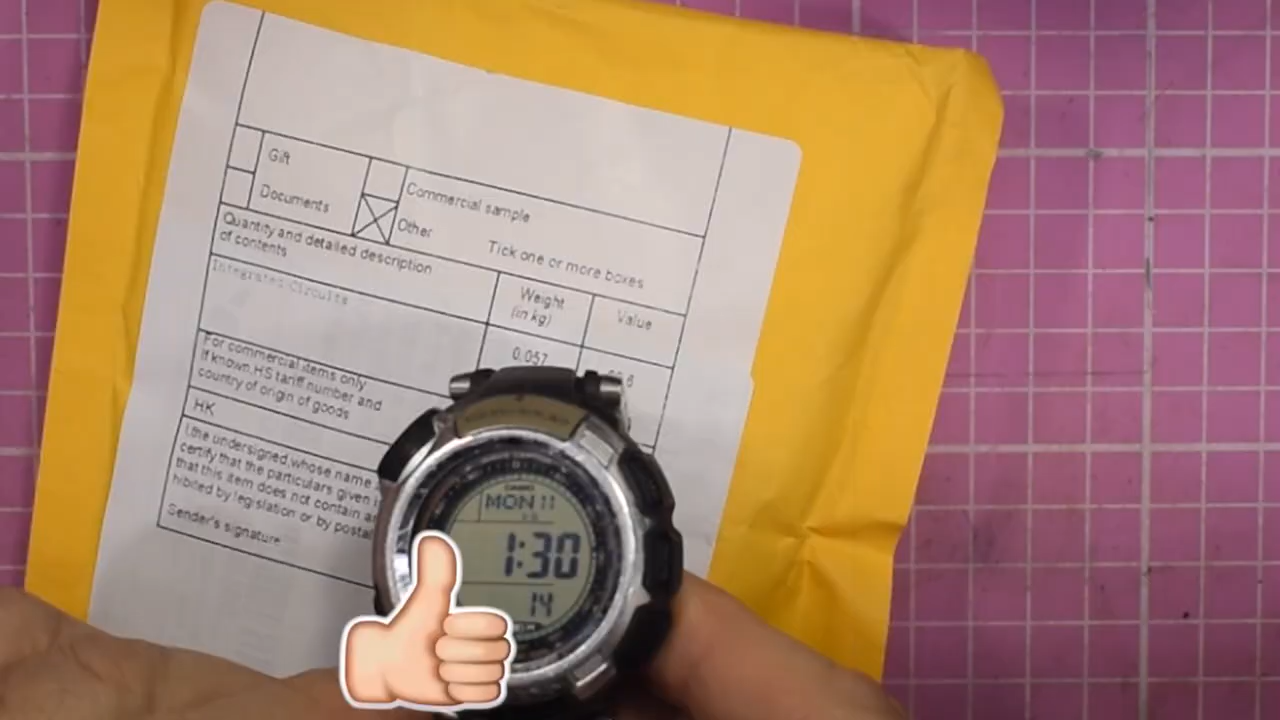 Gift
Commercial sample
Documents
Other
Tick one or more boxes
Quantity and detailed description
of contents
Weight
(in kg)
Value
Integrated Circuits
0.057
For commercial items only
If known,HS tariff number and
country of origin of goods
HK
I,the undersigned,whose name
certify that the particulars given
that this item does not contain
hibited by legislation or by postal
Sender's signature
CASIO
MON 11
1:30
14